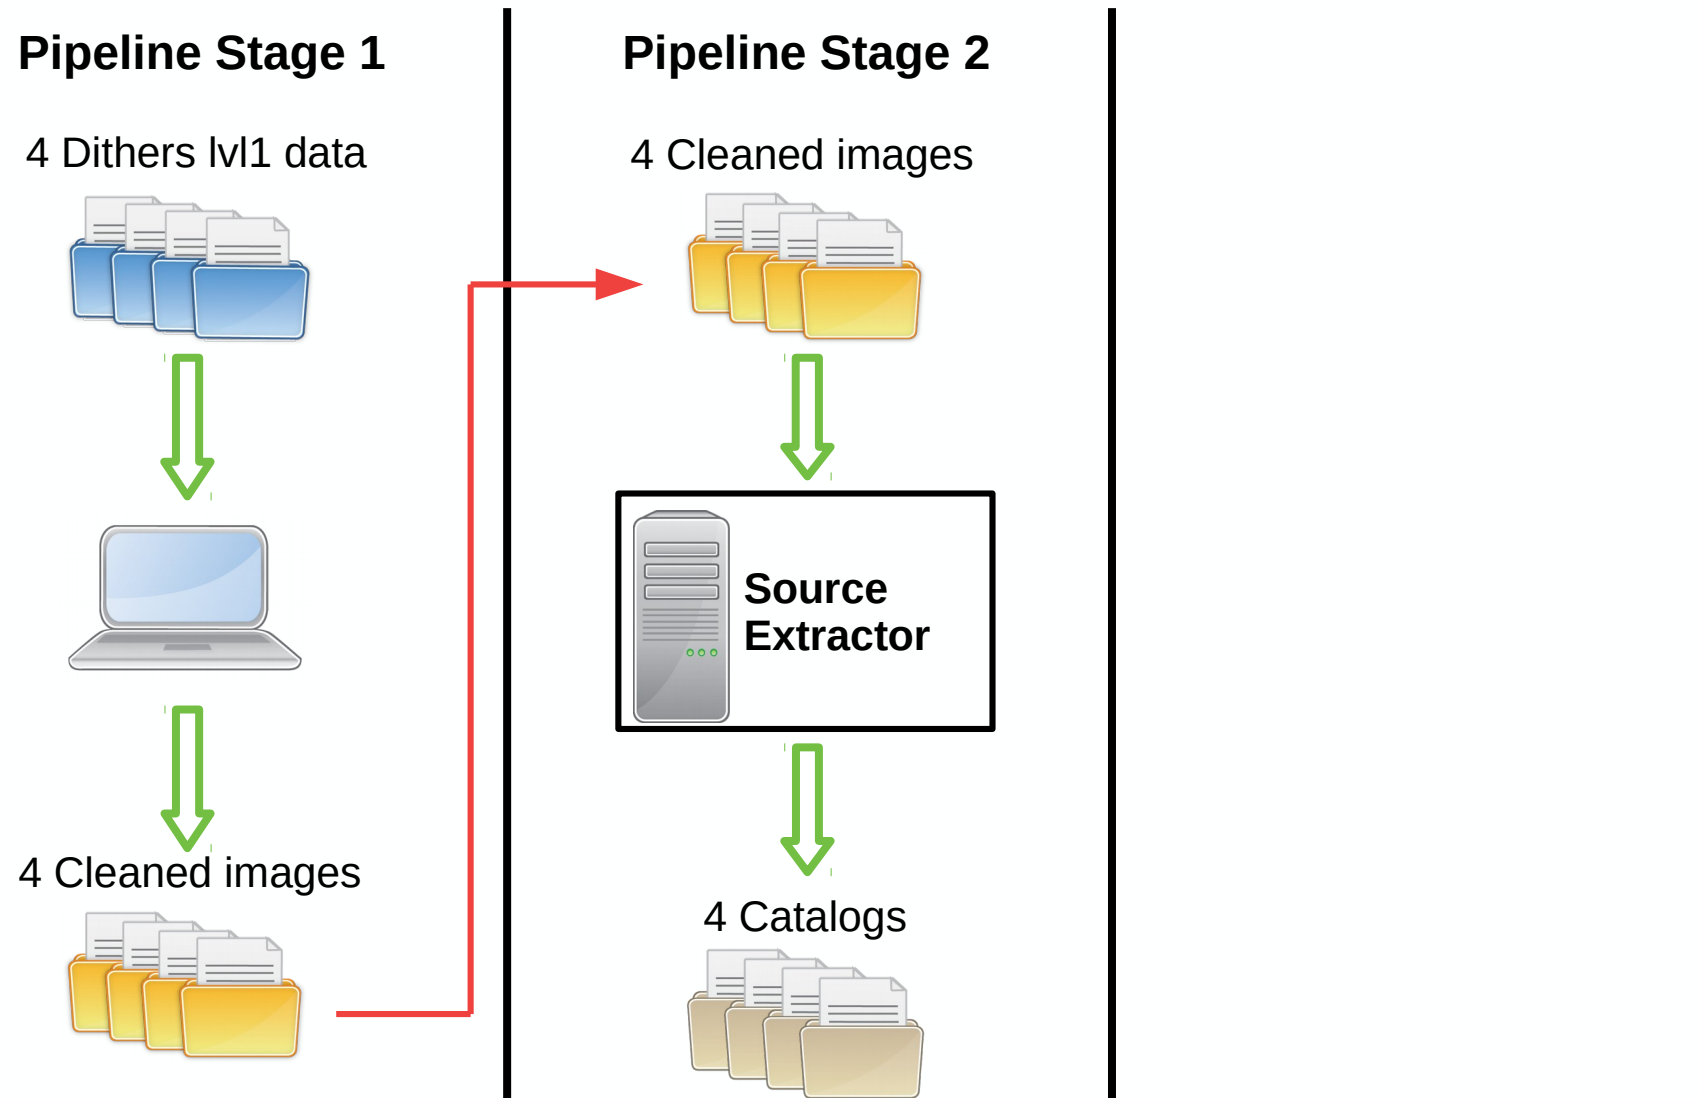 Pipeline Stage 1
4 Dithers lvl1 data
4 Cleaned images
Pipeline Stage 2
4 Cleaned images
Source
Extractor
4 Catalogs